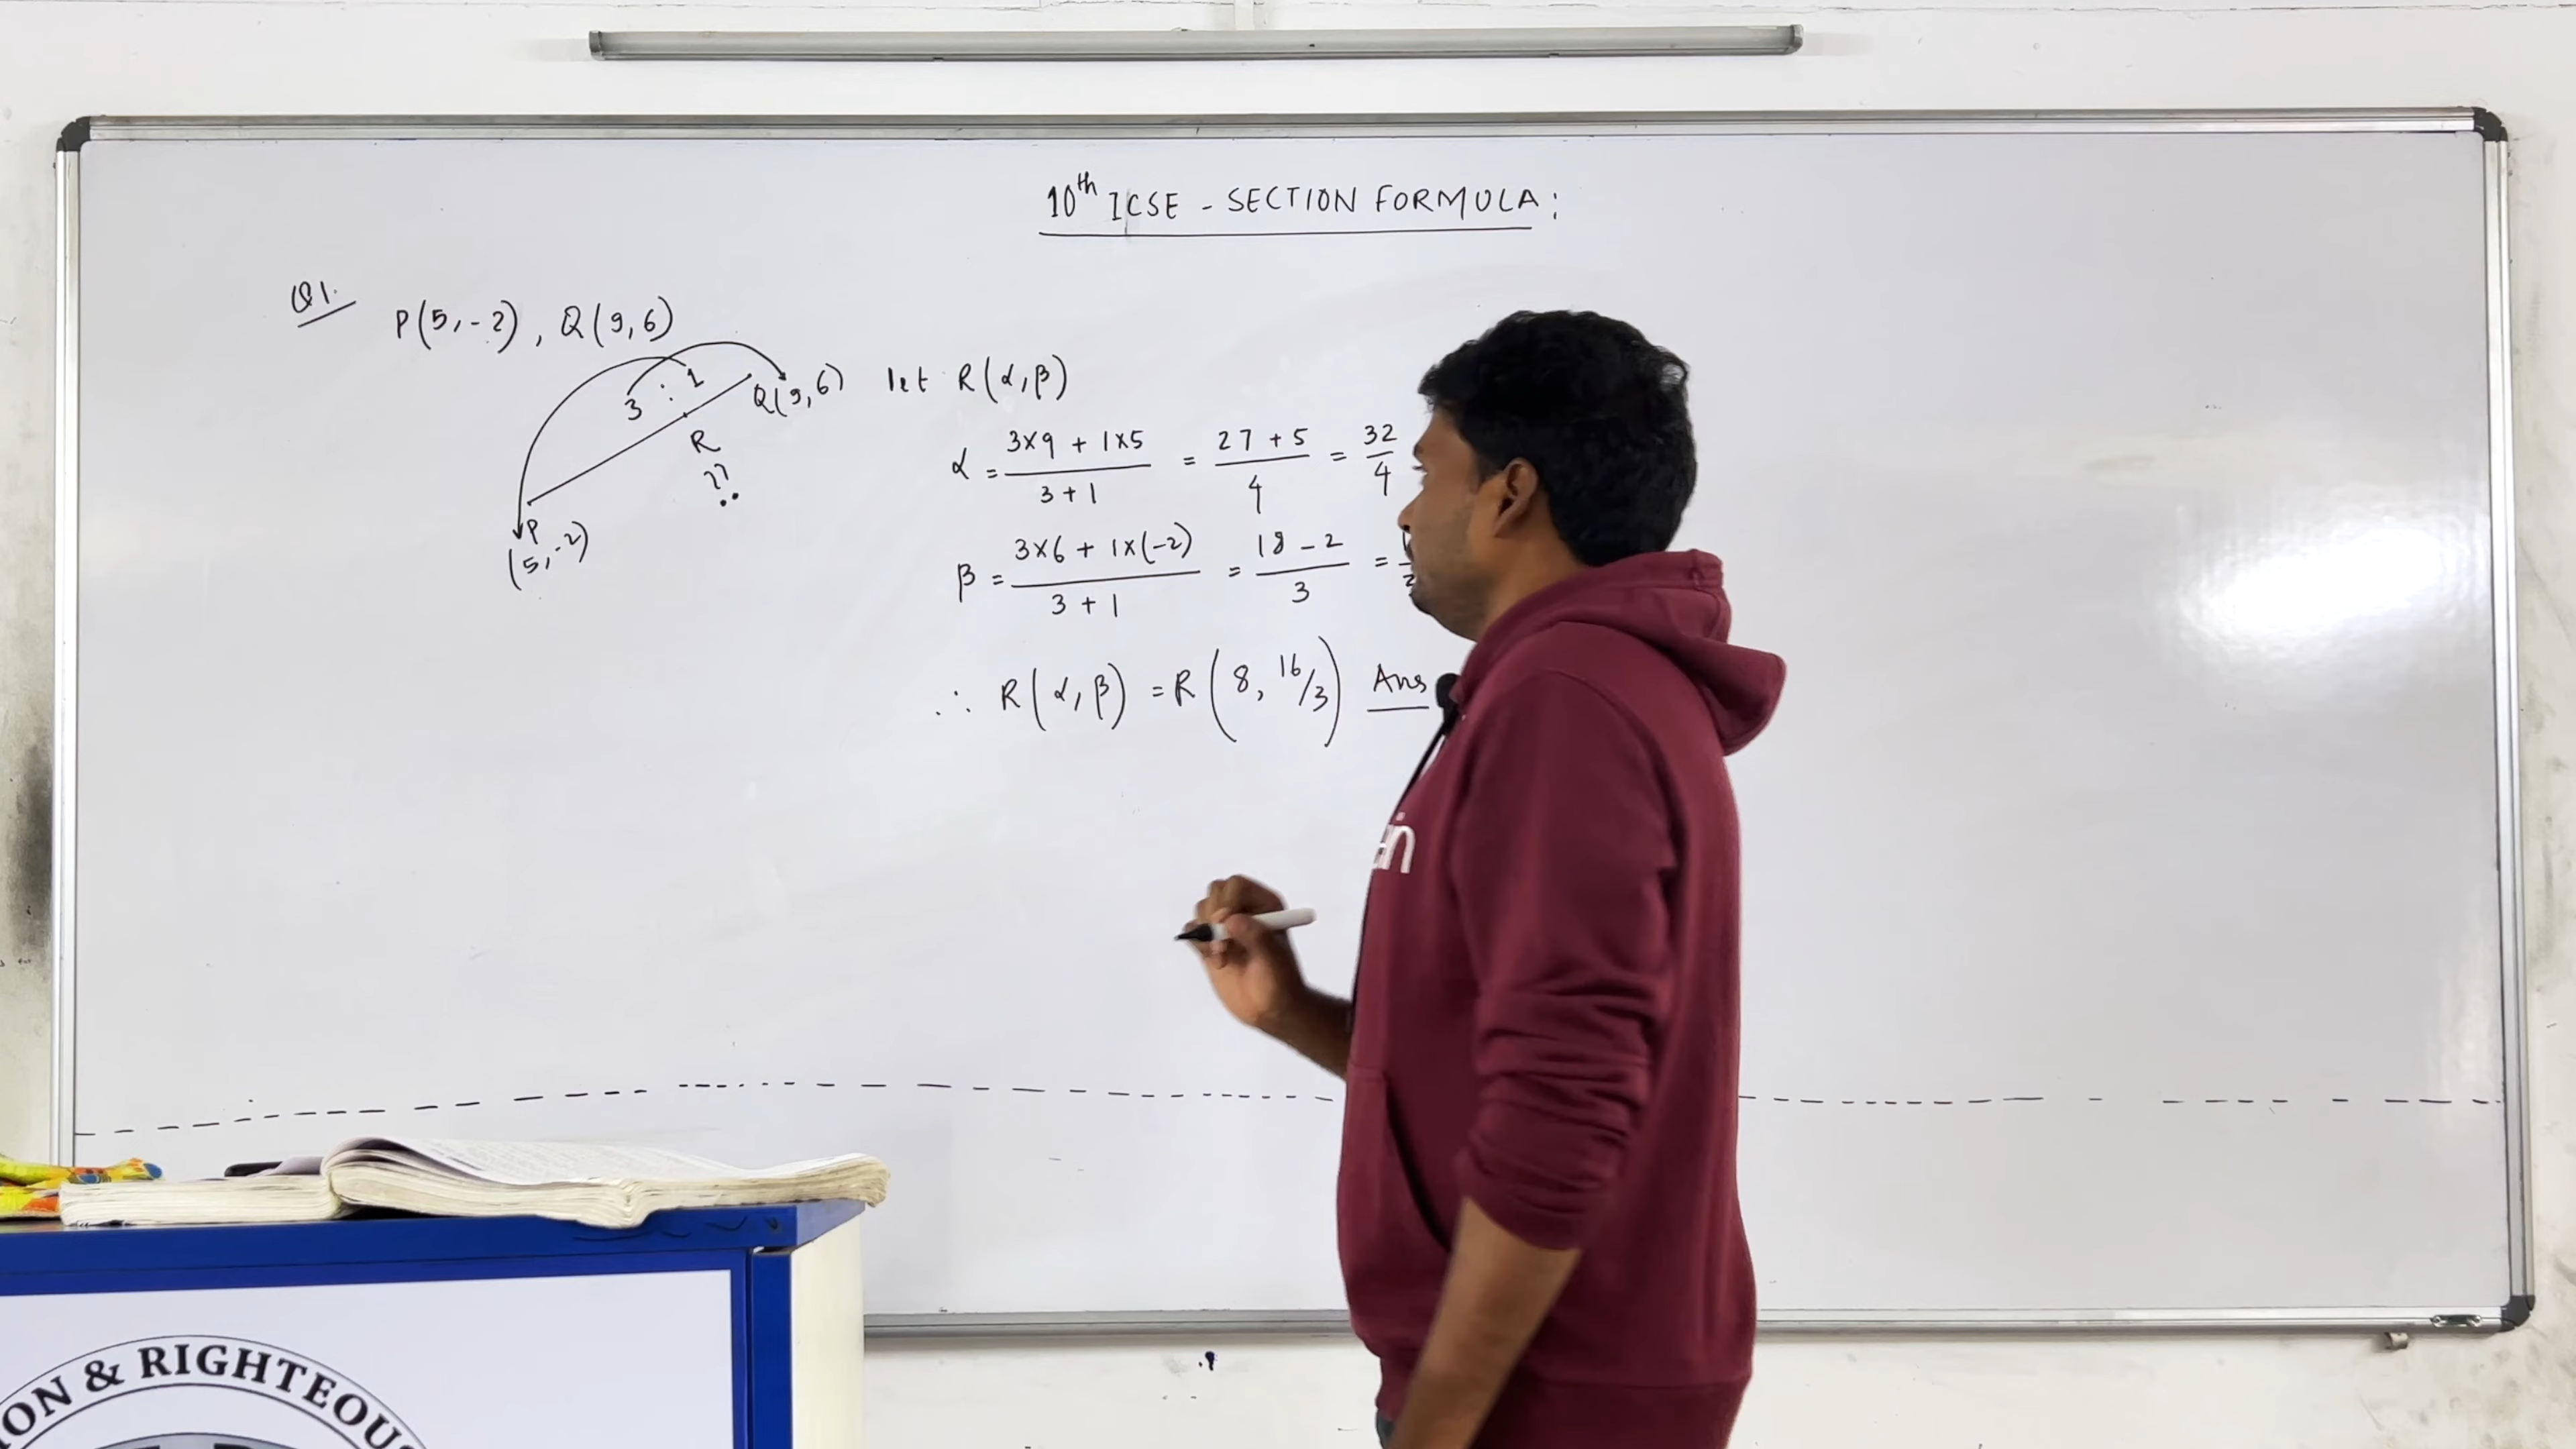 10th ICSE - SECTION FORMULA :
Q1.
P(5,-2), Q(9,6)
3 : 1
Q(9,6)
R
??
P
(5,-2)
let R(α,β)
α = 3×9 + 1×5 / 3+1 = 27+5 / 4 = 32/4
β = 3×6 + 1×(-2) / 3+1 = 18-2 / 3 =
∴ R(α,β) = R(8, 16/3) Ans
ON & RIGHTEOUS